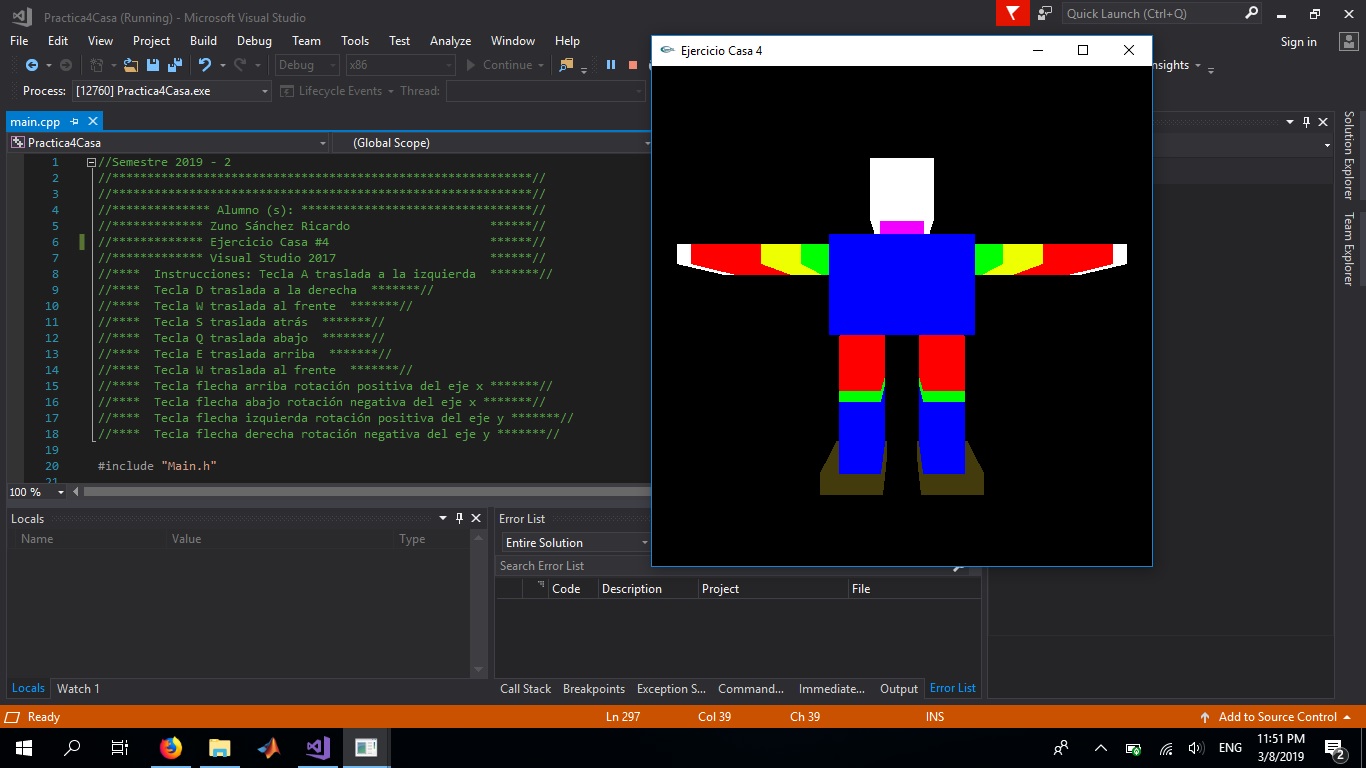 Practica4Casa (Running) - Microsoft Visual Studio
Quick Launch (Ctrl+Q)
File Edit View Project Build Debug Team Tools Test Analyze Window Help
Sign in
Debug x86 Continue
Process: [12760] Practica4Casa.exe Lifecycle Events Thread:
main.cpp
Practica4Casa (Global Scope)
1 //Semestre 2019 - 2
2 //************************************************************//
3 //************************************************************//
4 //************** Alumno (s): *********************************//
5 //************* Zuno Sánchez Ricardo ******//
6 //************* Ejercicio Casa #4 ******//
7 //************* Visual Studio 2017 ******//
8 //**** Instrucciones: Tecla A traslada a la izquierda *******//
9 //**** Tecla D traslada a la derecha *******//
10 //**** Tecla W traslada al frente *******//
11 //**** Tecla S traslada atrás *******//
12 //**** Tecla Q traslada abajo *******//
13 //**** Tecla E traslada arriba *******//
14 //**** Tecla W traslada al frente *******//
15 //**** Tecla flecha arriba rotación positiva del eje x *******//
16 //**** Tecla flecha abajo rotación negativa del eje x *******//
17 //**** Tecla flecha izquierda rotación positiva del eje y *******//
18 //**** Tecla flecha derecha rotación negativa del eje y *******//
19
20 #include "Main.h"
21
100 %
Ejercicio Casa 4
Solution Explorer
Team Explorer
Locals
Name Value Type
Locals Watch 1
Error List
Entire Solution
Search Error List
Code Description Project File
Call Stack Breakpoints Exception S... Command... Immediate... Output Error List
Ready Ln 297 Col 39 Ch 39 INS Add to Source Control
ENG
11:51 PM
3/8/2019
2